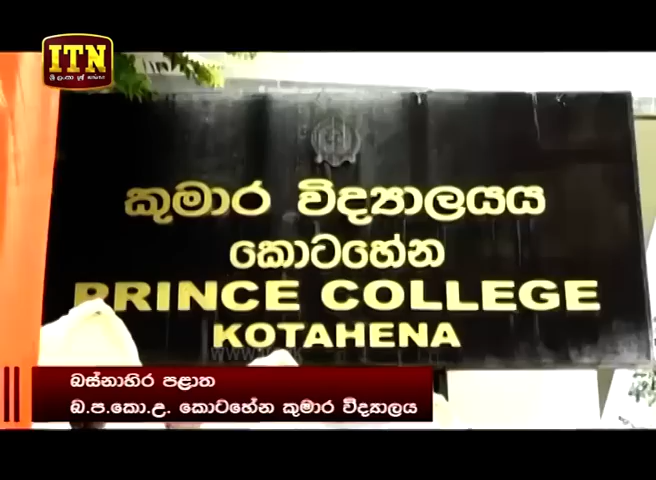 ITN
කුමාර විද්‍යාලයය
කොටහේන
PRINCE COLLEGE
KOTAHENA
බස්නාහිර පළාත
බ.ප.කො.උ. කොටහේන කුමාර විද්‍යාලය